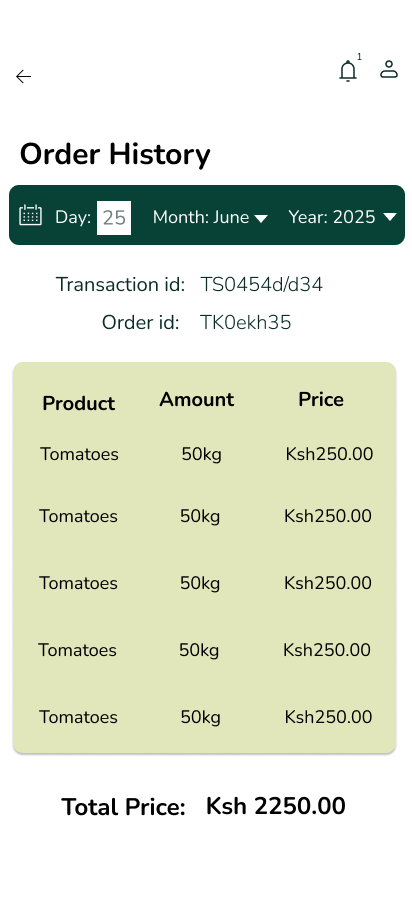 1
Order History
Day: 25 Month: June Year: 2025
Transaction id: TS0454d/d34
Order id: TK0ekh35
Product Amount Price
Tomatoes 50kg Ksh250.00
Tomatoes 50kg Ksh250.00
Tomatoes 50kg Ksh250.00
Tomatoes 50kg Ksh250.00
Tomatoes 50kg Ksh250.00
Total Price: Ksh 2250.00